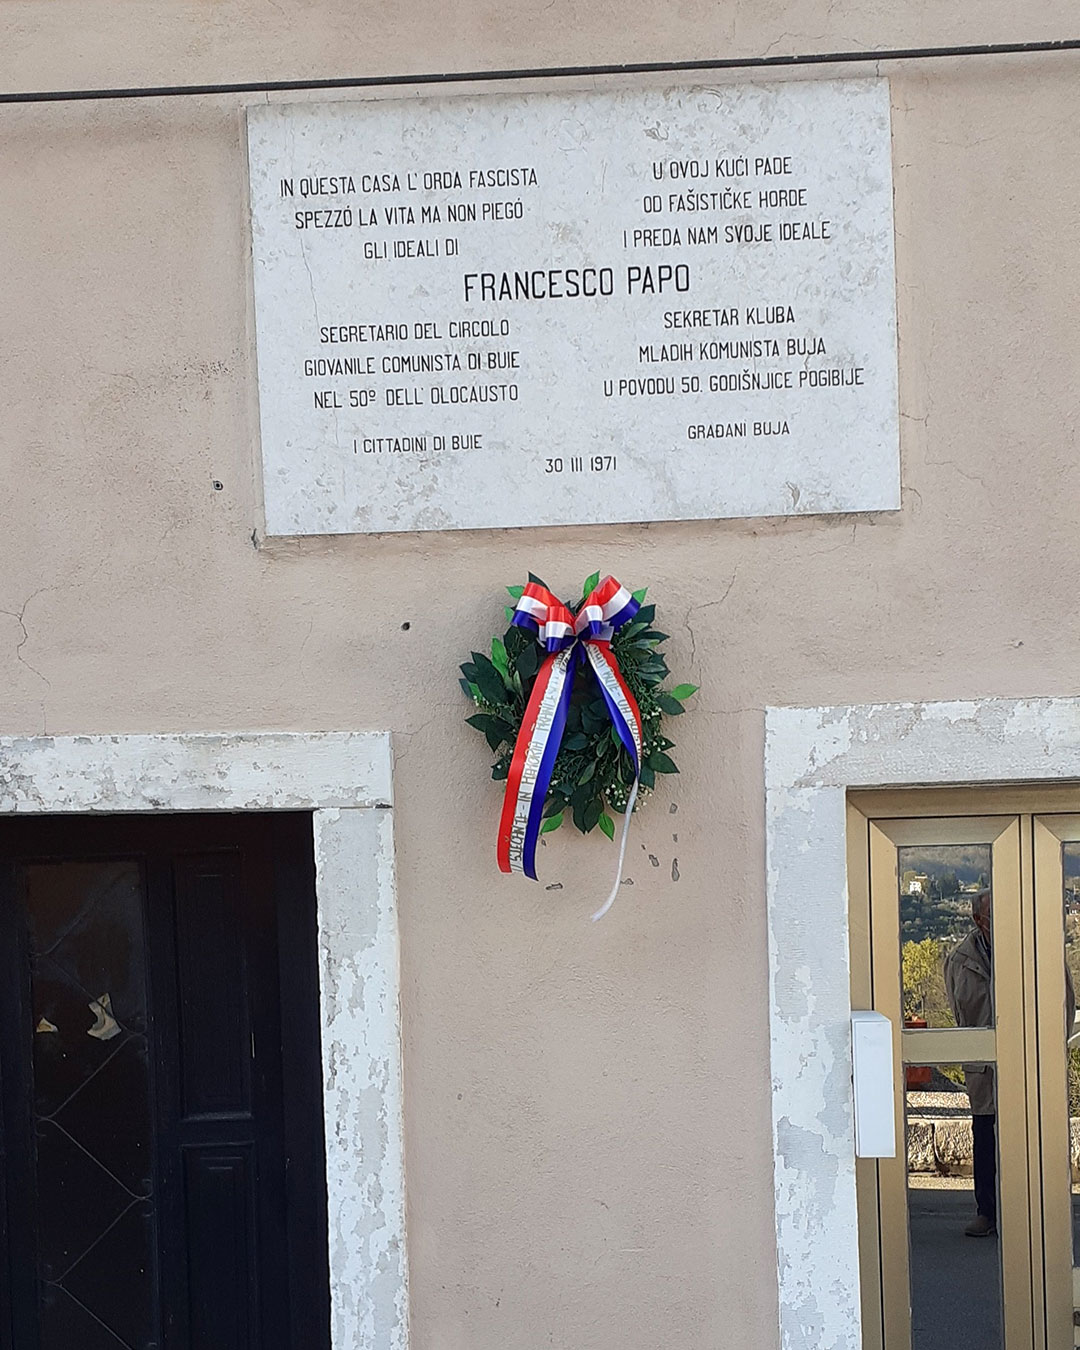 IN QUESTA CASA L'ORDA FASCISTA
SPEZZÓ LA VITA MA NON PIEGÓ
GLI IDEALI DI
U OVOJ KUĆI PADE
OD FAŠISTIČKE HORDE
I PREDA NAM SVOJE IDEALE
FRANCESCO PAPO
SEGRETARIO DEL CIRCOLO
GIOVANILE COMUNISTA DI BUIE
NEL 50º DELL'OLOCAUSTO
I CITTADINI DI BUIE
SEKRETAR KLUBA
MLADIH KOMUNISTA BUJA
U POVODU 50. GODIŠNJICE POGIBIJE
GRAĐANI BUJA
30 III 1971
IN MEMORIA